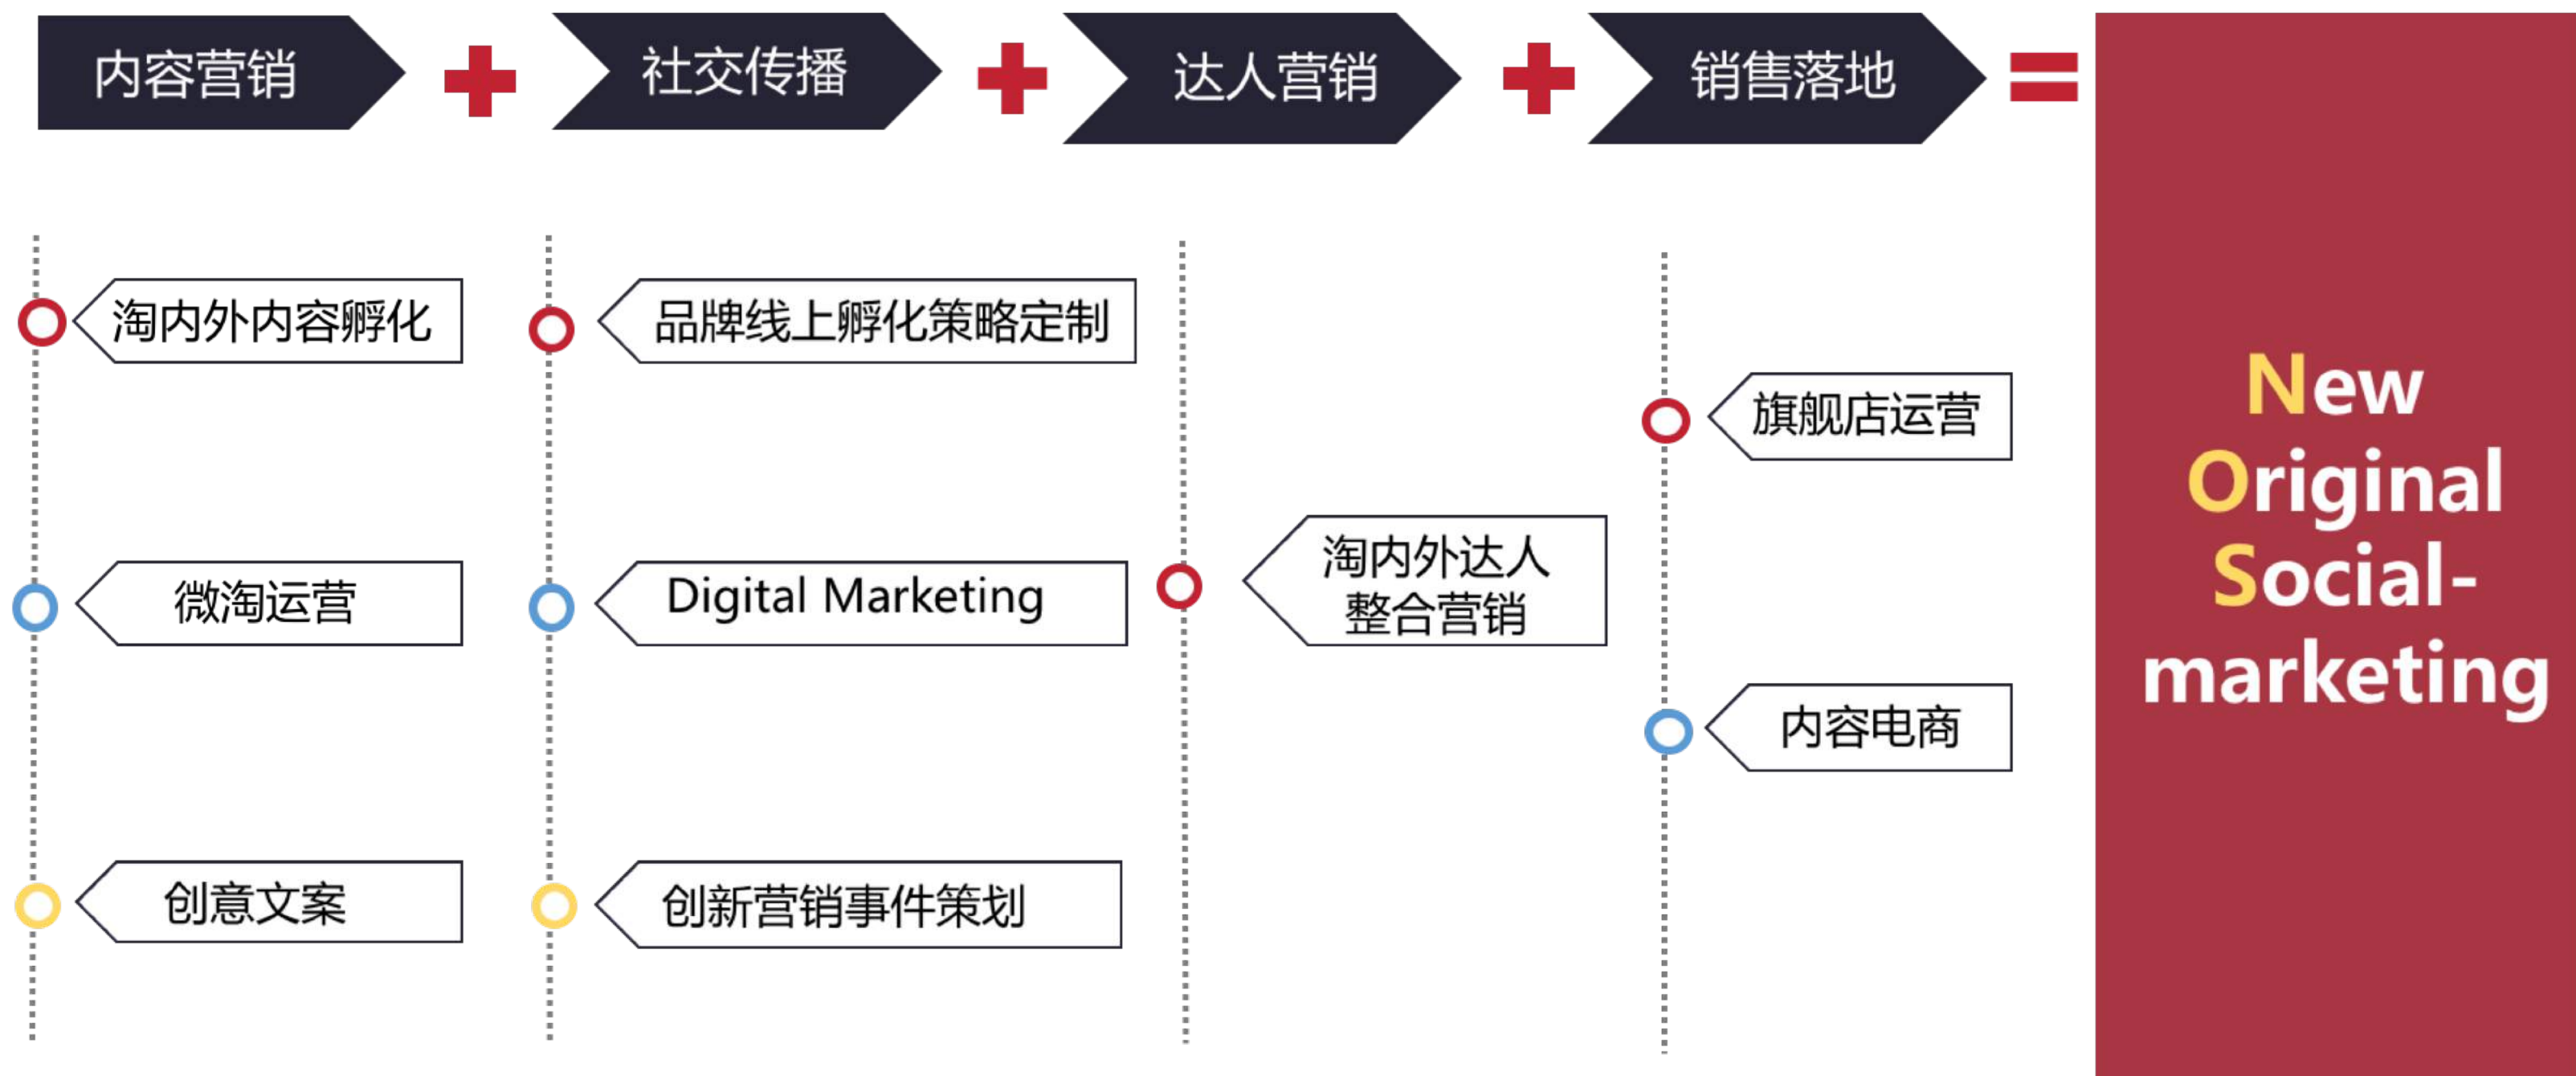 内容营销
社交传播
达人营销
销售落地
淘内外内容孵化
微淘运营
创意文案
品牌线上孵化策略定制
Digital Marketing
创新营销事件策划
淘内外达人
整合营销
旗舰店运营
内容电商
New
Original
Social-
marketing